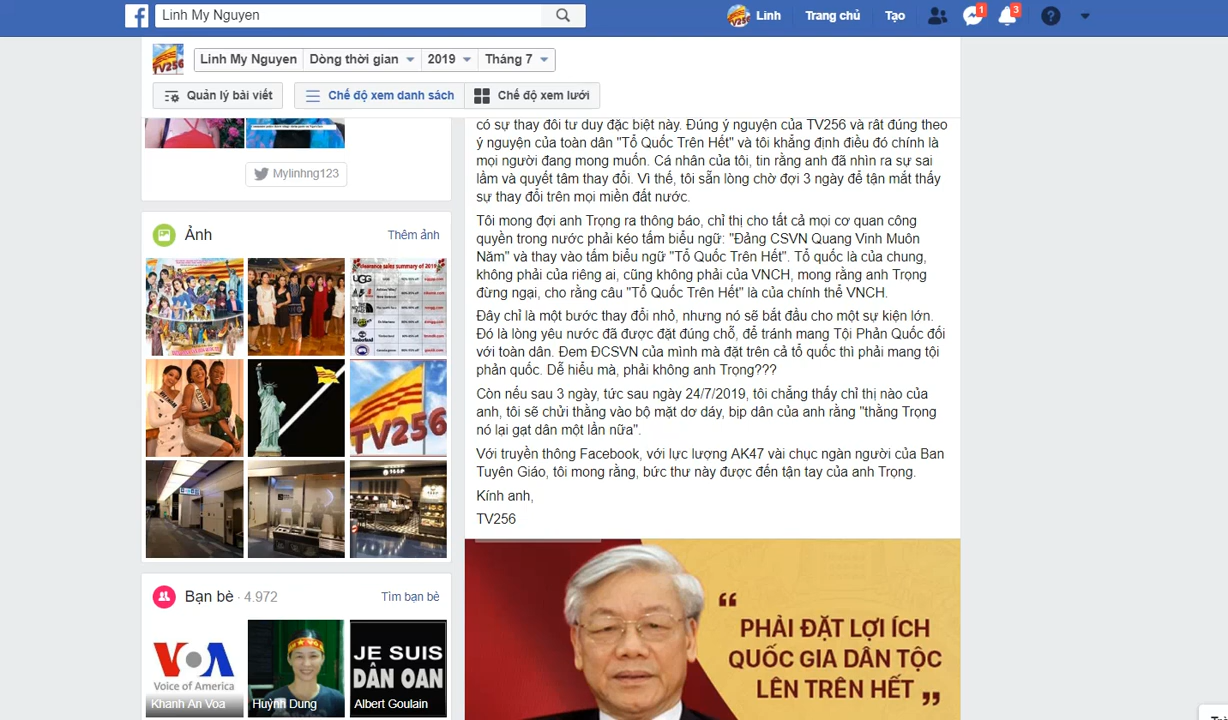 Linh My Nguyen
Linh
Trang chủ
Tạo
1
3
TV256
Linh My Nguyen
Dòng thời gian
2019
Tháng 7
Quản lý bài viết
Chế độ xem danh sách
Chế độ xem lưới
Mylinhng123
Ảnh
Thêm ảnh
Clearance sales summary of 2019
UGG
VIETNAM
TV256
Bạn bè · 4.972
Tìm bạn bè
VOA
Voice of America
Khanh An Voa
Huỳnh Dung
JE SUIS
DÂN OAN
Albert Goulain
có sự thay đổi tư duy đặc biệt này. Đúng ý nguyện của TV256 và rất đúng theo
ý nguyện của toàn dân "Tổ Quốc Trên Hết" và tôi khẳng định điều đó chính là
mọi người đang mong muốn. Cá nhân của tôi, tin rằng anh đã nhìn ra sự sai
lầm và quyết tâm thay đổi. Vì thế, tôi sẵn lòng chờ đợi 3 ngày để tận mắt thấy
sự thay đổi trên mọi miền đất nước.
Tôi mong đợi anh Trọng ra thông báo, chỉ thị cho tất cả mọi cơ quan công
quyền trong nước phải kéo tấm biểu ngữ: "Đảng CSVN Quang Vinh Muôn
Năm" và thay vào tấm biểu ngữ "Tổ Quốc Trên Hết". Tổ quốc là của chung,
không phải của riêng ai, cũng không phải của VNCH, mong rằng anh Trọng
đừng ngại, cho rằng câu "Tổ Quốc Trên Hết" là của chính thể VNCH.
Đây chỉ là một bước thay đổi nhỏ, nhưng nó sẽ bắt đầu cho một sự kiện lớn.
Đó là lòng yêu nước đã được đặt đúng chỗ, để tránh mang Tội Phản Quốc đối
với toàn dân. Đem ĐCSVN của mình mà đặt trên cả tổ quốc thì phải mang tội
phản quốc. Dễ hiểu mà, phải không anh Trọng???
Còn nếu sau 3 ngày, tức sau ngày 24/7/2019, tôi chẳng thấy chỉ thị nào của
anh, tôi sẽ chửi thẳng vào bộ mặt dơ dáy, bịp dân của anh rằng "thằng Trọng
nó lại gạt dân một lần nữa".
Với truyền thông Facebook, với lực lượng AK47 vài chục ngàn người của Ban
Tuyên Giáo, tôi mong rằng, bức thư này được đến tận tay của anh Trọng.
Kính anh,
TV256
“PHẢI ĐẶT LỢI ÍCH
QUỐC GIA DÂN TỘC
LÊN TRÊN HẾT”